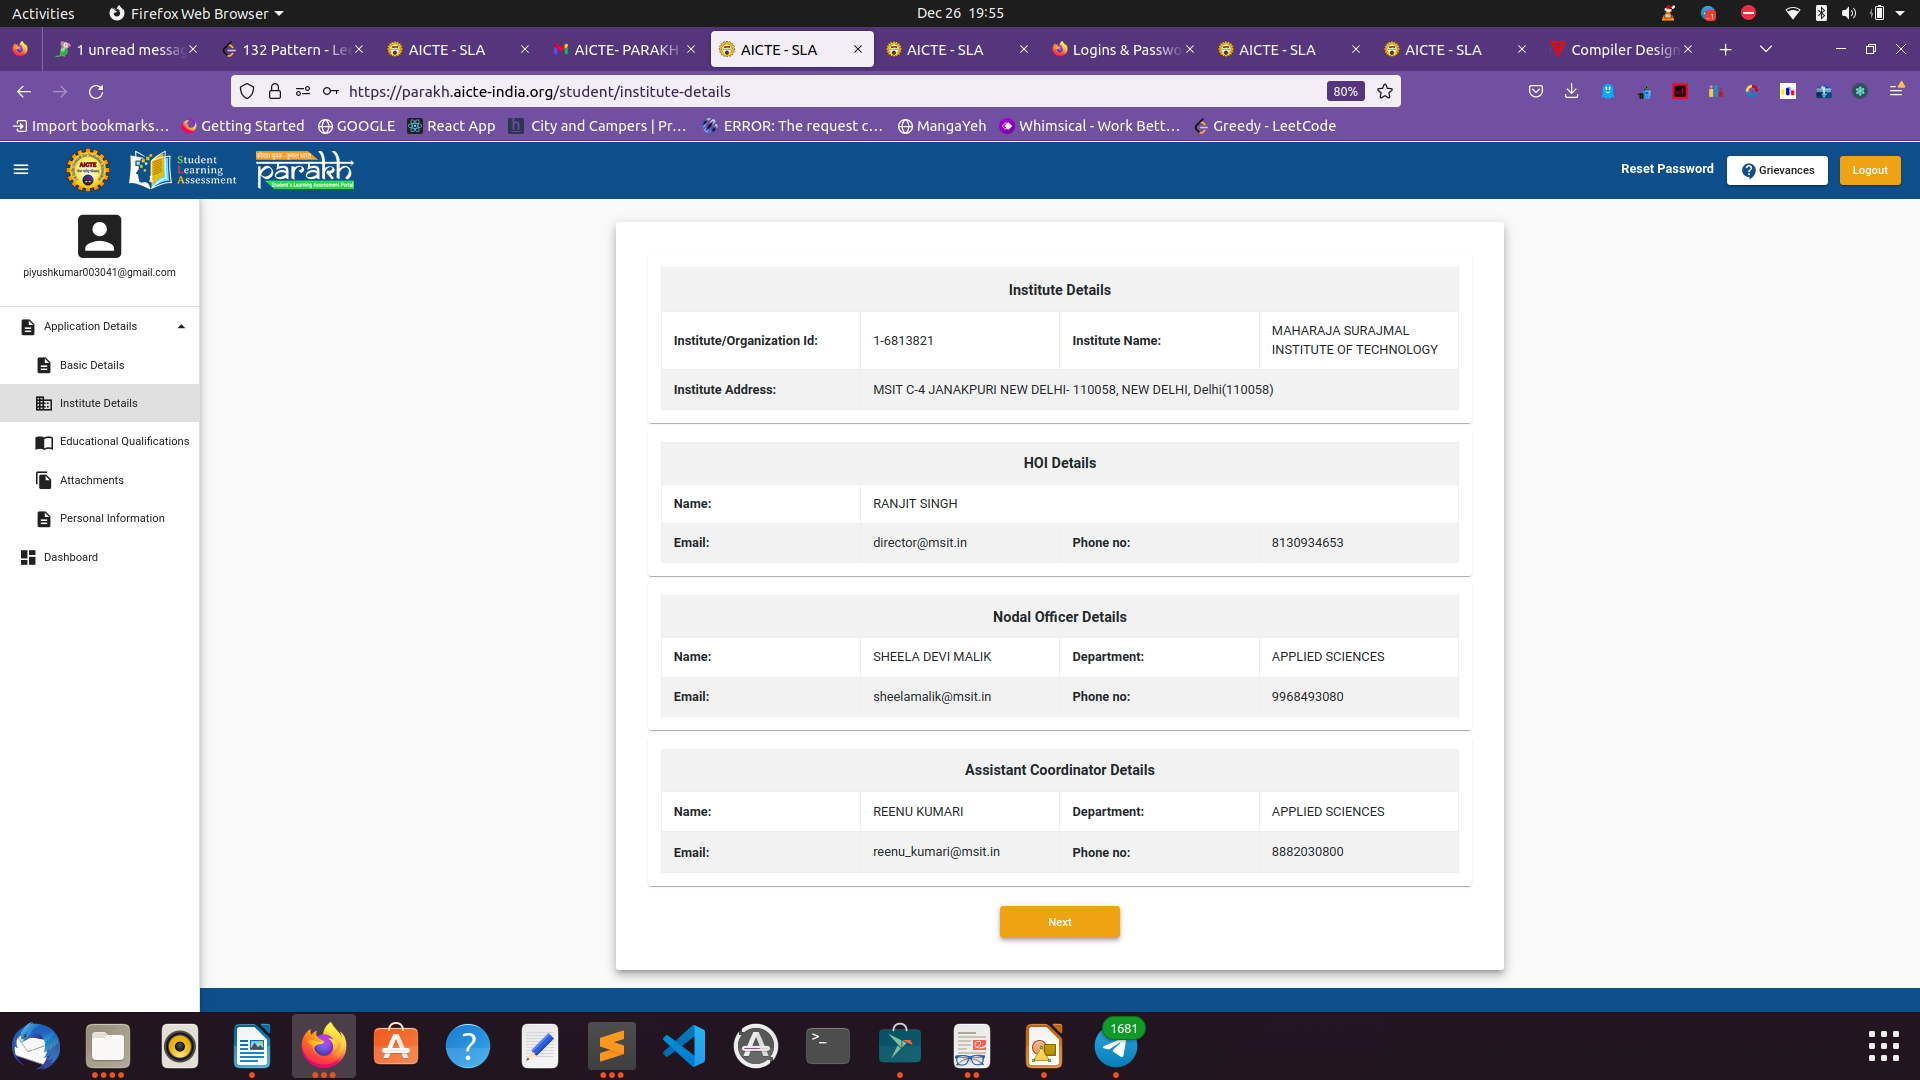 Activities Firefox Web Browser Dec 26 19:55
1 unread messag 132 Pattern - Le AICTE - SLA AICTE- PARAKH AICTE - SLA AICTE - SLA Logins & Passwo AICTE - SLA AICTE - SLA Compiler Design
https://parakh.aicte-india.org/student/institute-details 80%
Import bookmarks... Getting Started GOOGLE React App City and Campers | Pr... ERROR: The request c... MangaYeh Whimsical - Work Bett... Greedy - LeetCode
AICTE Student Learning Assessment parakh Student's Learning Assessment Portal Reset Password Grievances Logout
piyushkumar003041@gmail.com
Application Details
Basic Details
Institute Details
Educational Qualifications
Attachments
Personal Information
Dashboard
Institute Details
Institute/Organization Id: 1-6813821 Institute Name: MAHARAJA SURAJMAL
INSTITUTE OF TECHNOLOGY
Institute Address: MSIT C-4 JANAKPURI NEW DELHI- 110058, NEW DELHI, Delhi(110058)
HOI Details
Name: RANJIT SINGH
Email: director@msit.in Phone no: 8130934653
Nodal Officer Details
Name: SHEELA DEVI MALIK Department: APPLIED SCIENCES
Email: sheelamalik@msit.in Phone no: 9968493080
Assistant Coordinator Details
Name: REENU KUMARI Department: APPLIED SCIENCES
Email: reenu_kumari@msit.in Phone no: 8882030800
Next
1681